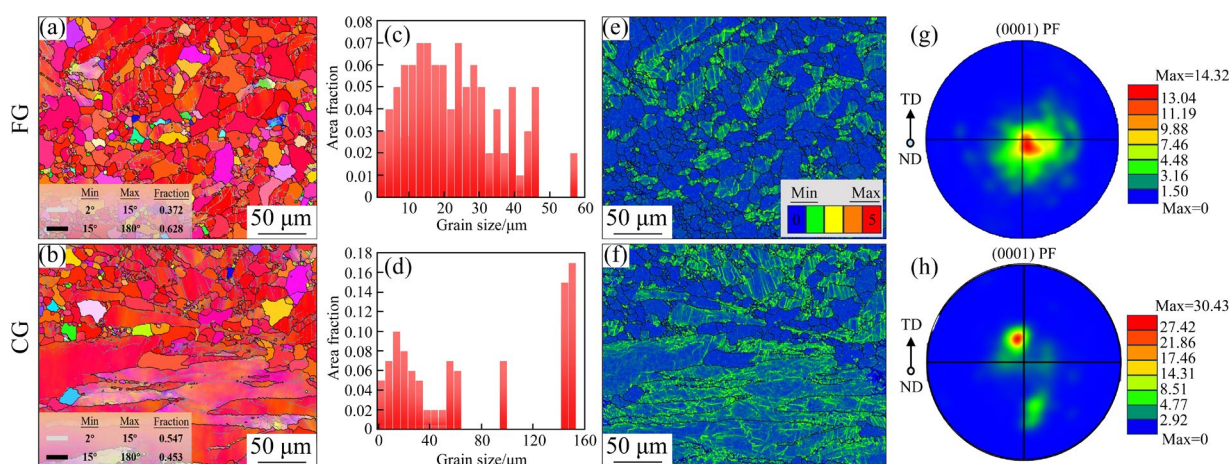 FG
(a)
Min Max Fraction
2° 15° 0.372
15° 180° 0.628
50 μm
(c)
Area fraction
0.08
0.07
0.06
0.05
0.04
0.03
0.02
0.01
0
10 20 30 40 50 60
Grain size/μm
(e)
Min Max
0 5
50 μm
(g)
(0001) PF
TD
ND
Max=14.32
13.04
11.19
9.88
7.46
4.48
3.16
1.50
Max=0
CG
(b)
Min Max Fraction
2° 15° 0.547
15° 180° 0.453
50 μm
(d)
Area fraction
0.18
0.16
0.14
0.12
0.10
0.08
0.06
0.04
0.02
0
0 40 80 120 160
Grain size/μm
(f)
50 μm
(h)
(0001) PF
TD
ND
Max=30.43
27.42
21.86
17.46
14.31
8.51
4.77
2.92
Max=0